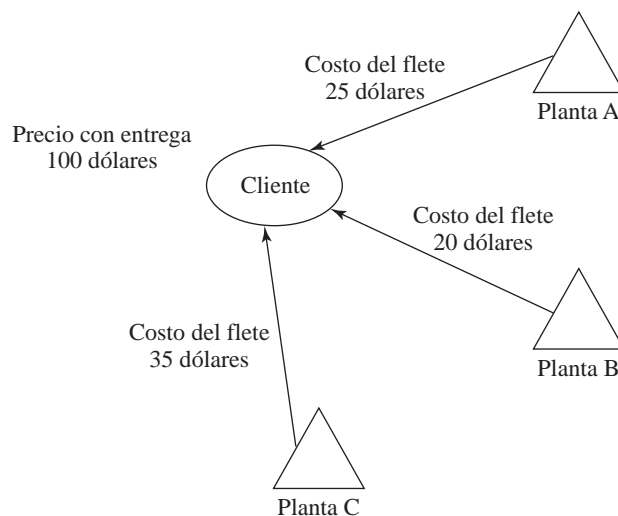 Costo del flete
25 dólares
Planta A
Precio con entrega
100 dólares
Cliente
Costo del flete
20 dólares
Planta B
Costo del flete
35 dólares
Planta C